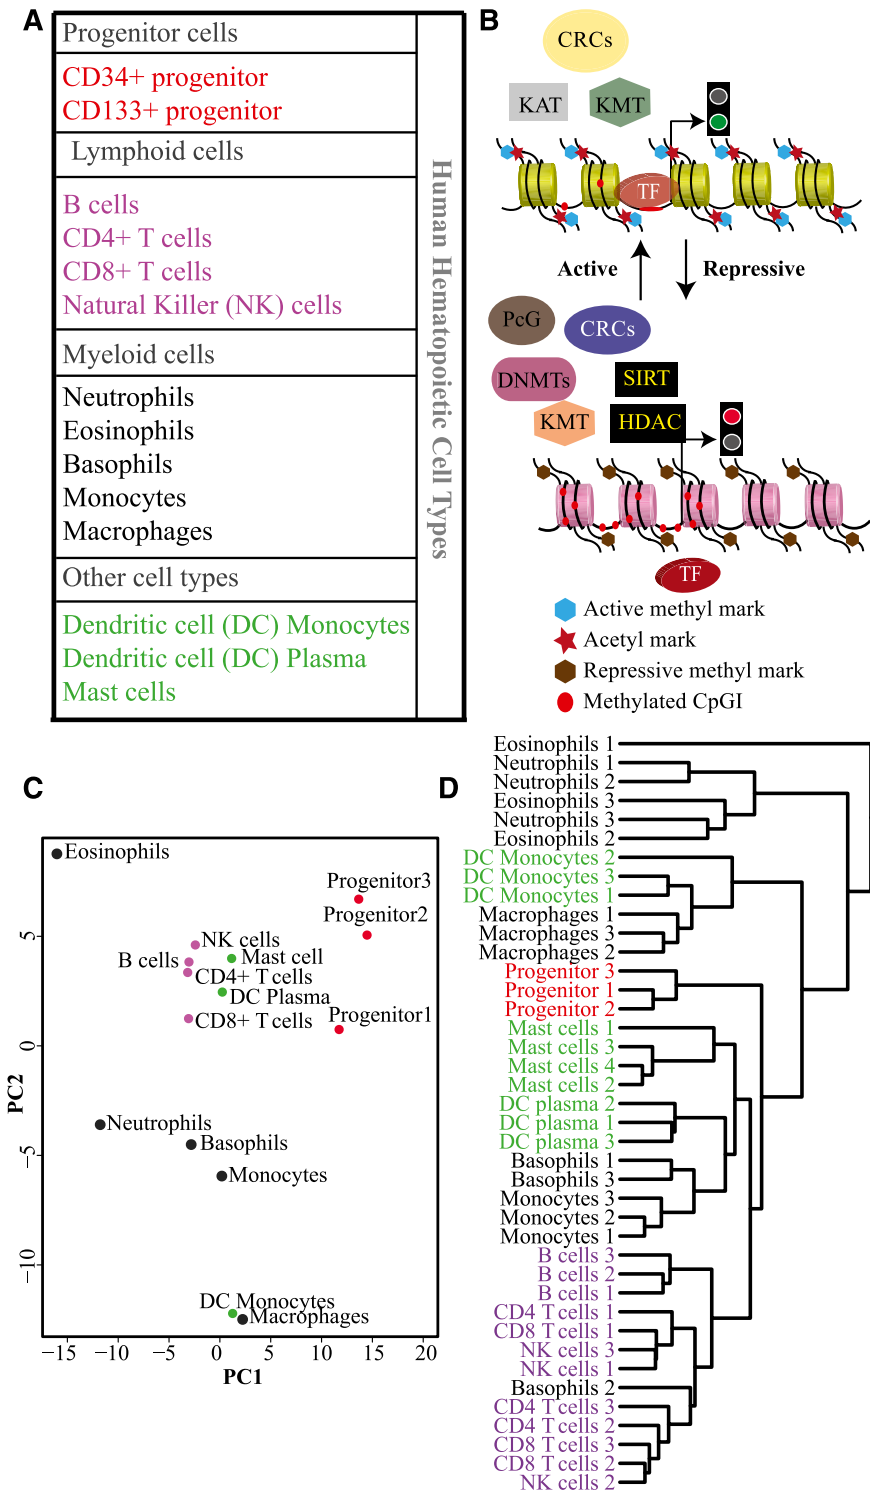 A
Progenitor cells
CD34+ progenitor
CD133+ progenitor
Lymphoid cells
B cells
CD4+ T cells
CD8+ T cells
Natural Killer (NK) cells
Myeloid cells
Neutrophils
Eosinophils
Basophils
Monocytes
Macrophages
Other cell types
Dendritic cell (DC) Monocytes
Dendritic cell (DC) Plasma
Mast cells
Human Hematopoietic Cell Types
B
CRCs
KAT
KMT
TF
Active
Repressive
PcG
CRCs
DNMTs
SIRT
KMT
HDAC
TF
Active methyl mark
Acetyl mark
Repressive methyl mark
Methylated CpGI
C
Eosinophils
Progenitor3
Progenitor2
NK cells
B cells
Mast cell
CD4+ T cells
DC Plasma
CD8+ T cells
Progenitor1
Neutrophils
Basophils
Monocytes
DC Monocytes
Macrophages
5
0
−5
−10
PC2
−15
−10
−5
0
5
10
15
20
PC1
D
Eosinophils 1
Neutrophils 1
Neutrophils 2
Eosinophils 3
Neutrophils 3
Eosinophils 2
DC Monocytes 2
DC Monocytes 3
DC Monocytes 1
Macrophages 1
Macrophages 3
Macrophages 2
Progenitor 3
Progenitor 1
Progenitor 2
Mast cells 1
Mast cells 3
Mast cells 4
Mast cells 2
DC plasma 2
DC plasma 1
DC plasma 3
Basophils 1
Basophils 3
Monocytes 3
Monocytes 2
Monocytes 1
B cells 3
B cells 2
B cells 1
CD4 T cells 1
CD8 T cells 1
NK cells 3
NK cells 1
Basophils 2
CD4 T cells 3
CD4 T cells 2
CD8 T cells 3
CD8 T cells 2
NK cells 2